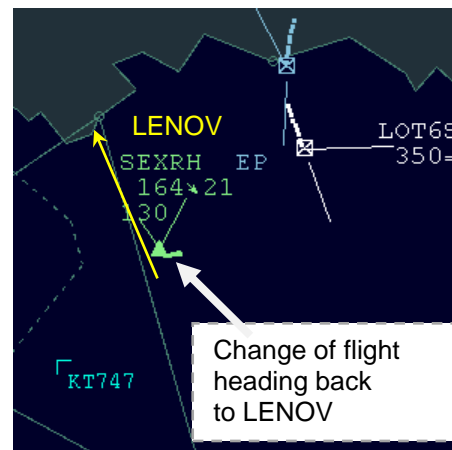 LENOV
LOT6S
350=
SEXRH EP
164↘21
130
KT747
Change of flight
heading back
to LENOV